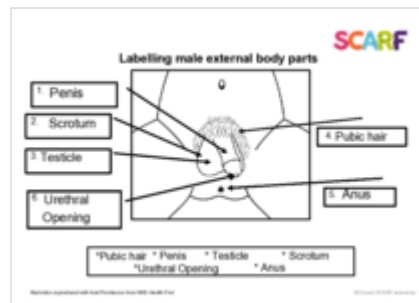 SCARF
Labelling male external body parts
1. Penis
2. Scrotum
3. Testicle
4. Pubic hair
5. Anus
6. Urethral
Opening
*Pubic hair * Penis * Testicle * Scrotum
*Urethral Opening * Anus